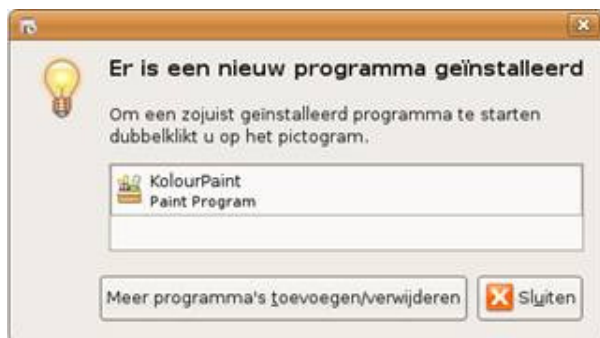 Er is een nieuw programma geïnstalleerd
Om een zojuist geïnstalleerd programma te starten
dubbelklikt u op het pictogram.
KolourPaint
Paint Program
Meer programma's toevoegen/verwijderen
Sluiten